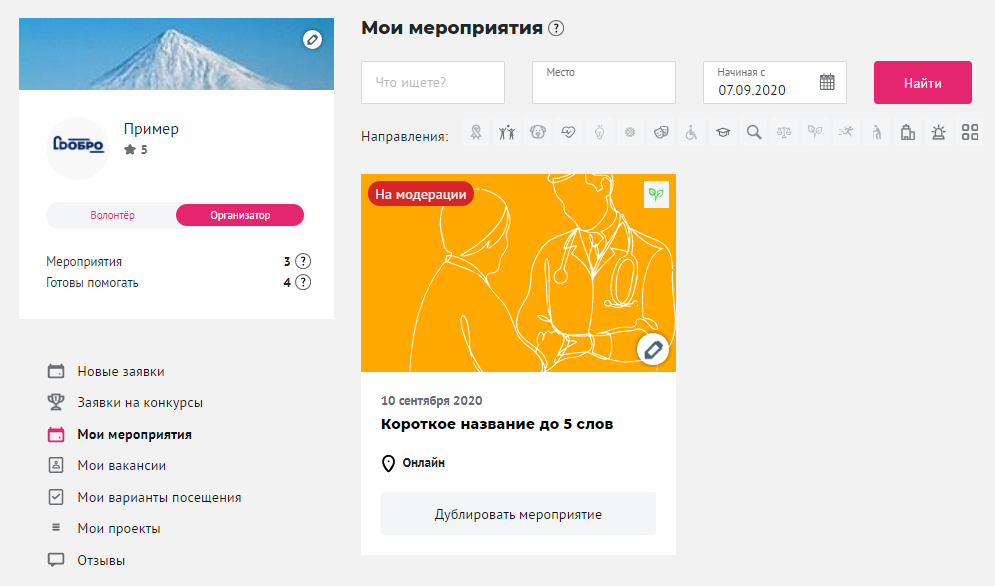 Пример
ДОБРО
5
Волонтёр
Организатор
Мероприятия 3 ?
Готовы помогать 4 ?
Новые заявки
Заявки на конкурсы
Мои мероприятия
Мои вакансии
Мои варианты посещения
Мои проекты
Отзывы
Мои мероприятия ?
Что ищете?
Место
Начиная с
07.09.2020
Найти
Направления:
На модерации
10 сентября 2020
Короткое название до 5 слов
Онлайн
Дублировать мероприятие